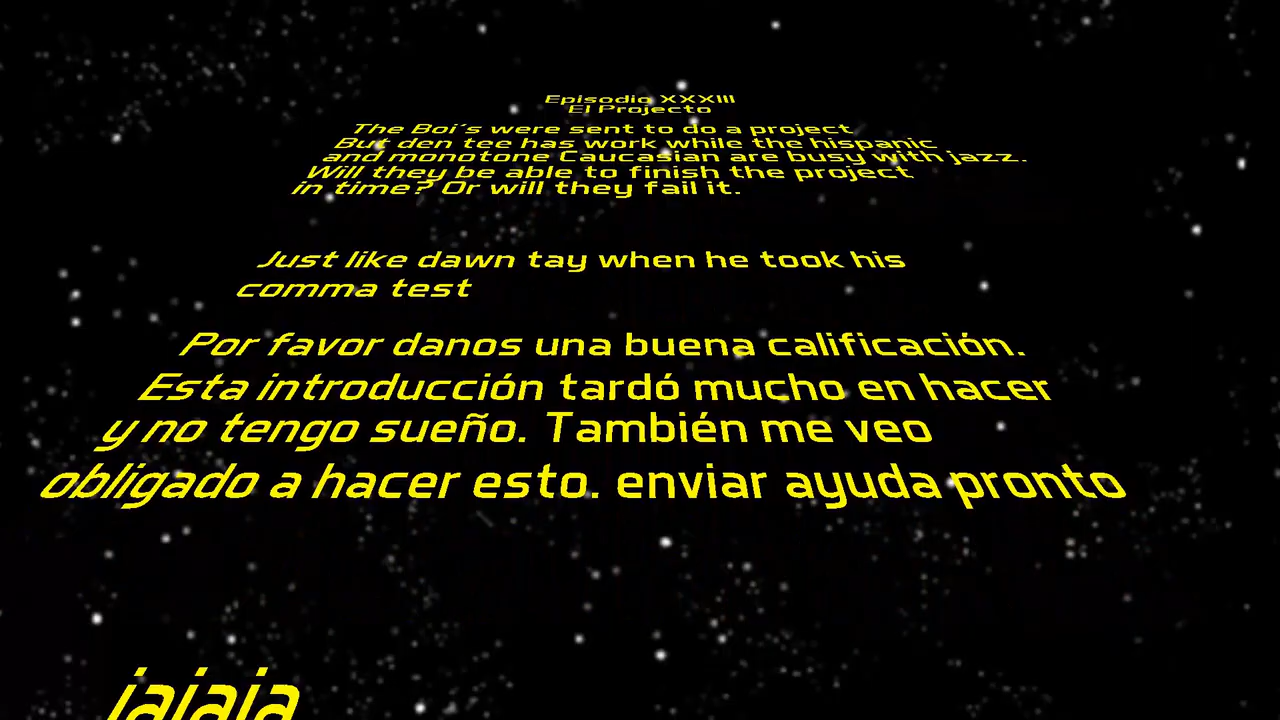 Episodio XXXIII
El Projecto
The Boi's were sent to do a project
But den tee has work while the hispanic
and monotone Caucasian are busy with jazz.
Will they be able to finish the project
in time? Or will they fail it.
Just like dawn tay when he took his
comma test
Por favor danos una buena calificación.
Esta introducción tardó mucho en hacer
y no tengo sueño. También me veo
obligado a hacer esto. enviar ayuda pronto
jajaja